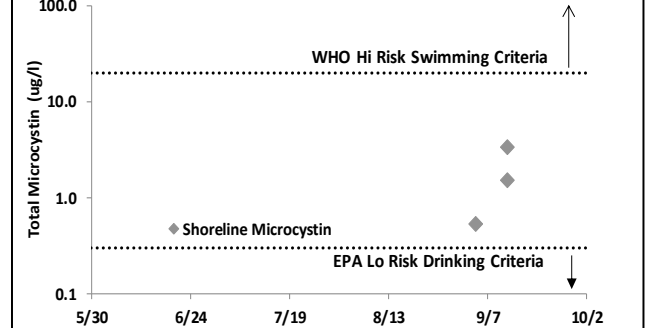 100.0
WHO Hi Risk Swimming Criteria
10.0
Total Microcystin (ug/l)
1.0
Shoreline Microcystin
EPA Lo Risk Drinking Criteria
0.1
5/30 6/24 7/19 8/13 9/7 10/2